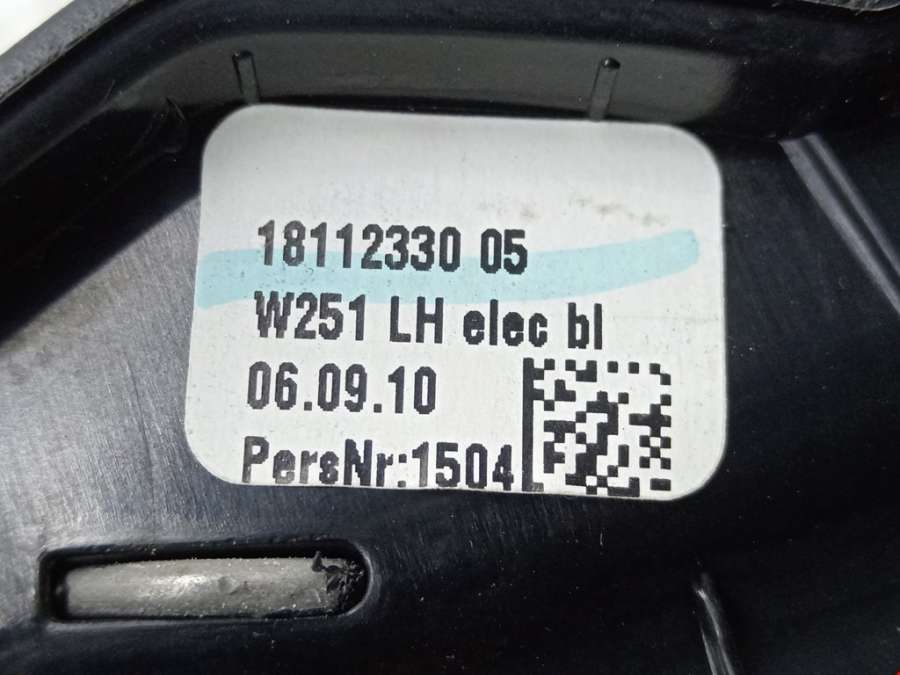 18112330 05
W251 LH elec bl
06.09.10
PersNr:1504